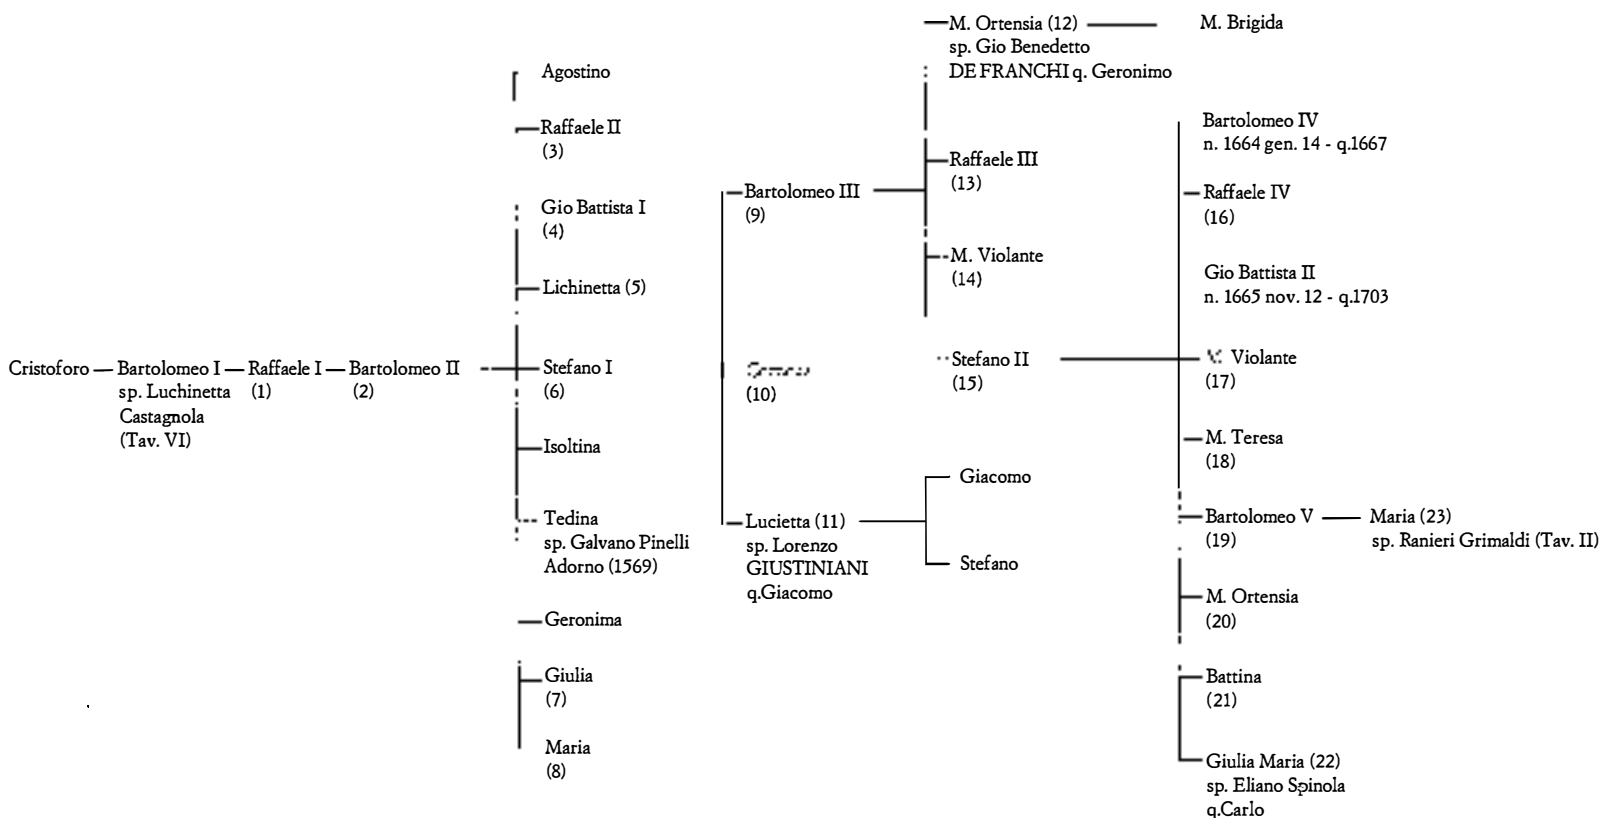 Cristoforo
Bartolomeo I
sp. Luchinetta
Castagnola
(Tav. VI)
Raffaele I
(1)
Bartolomeo II
(2)
Agostino
Raffaele II
(3)
Gio Battista I
(4)
Lichinetta (5)
Stefano I
(6)
Isoltina
Tedina
sp. Galvano Pinelli
Adorno (1569)
Geronima
Giulia
(7)
Maria
(8)
Bartolomeo III
(9)
(10)
Lucietta (11)
sp. Lorenzo
GIUSTINIANI
q.Giacomo
M. Ortensia (12)
sp. Gio Benedetto
DE FRANCHI q. Geronimo
Raffaele III
(13)
M. Violante
(14)
Stefano II
(15)
Giacomo
Stefano
M. Brigida
Bartolomeo IV
n. 1664 gen. 14 - q.1667
Raffaele IV
(16)
Gio Battista II
n. 1665 nov. 12 - q.1703
Violante
(17)
M. Teresa
(18)
Bartolomeo V
(19)
M. Ortensia
(20)
Battina
(21)
Giulia Maria (22)
sp. Eliano Spinola
q.Carlo
Maria (23)
sp. Ranieri Grimaldi (Tav. II)